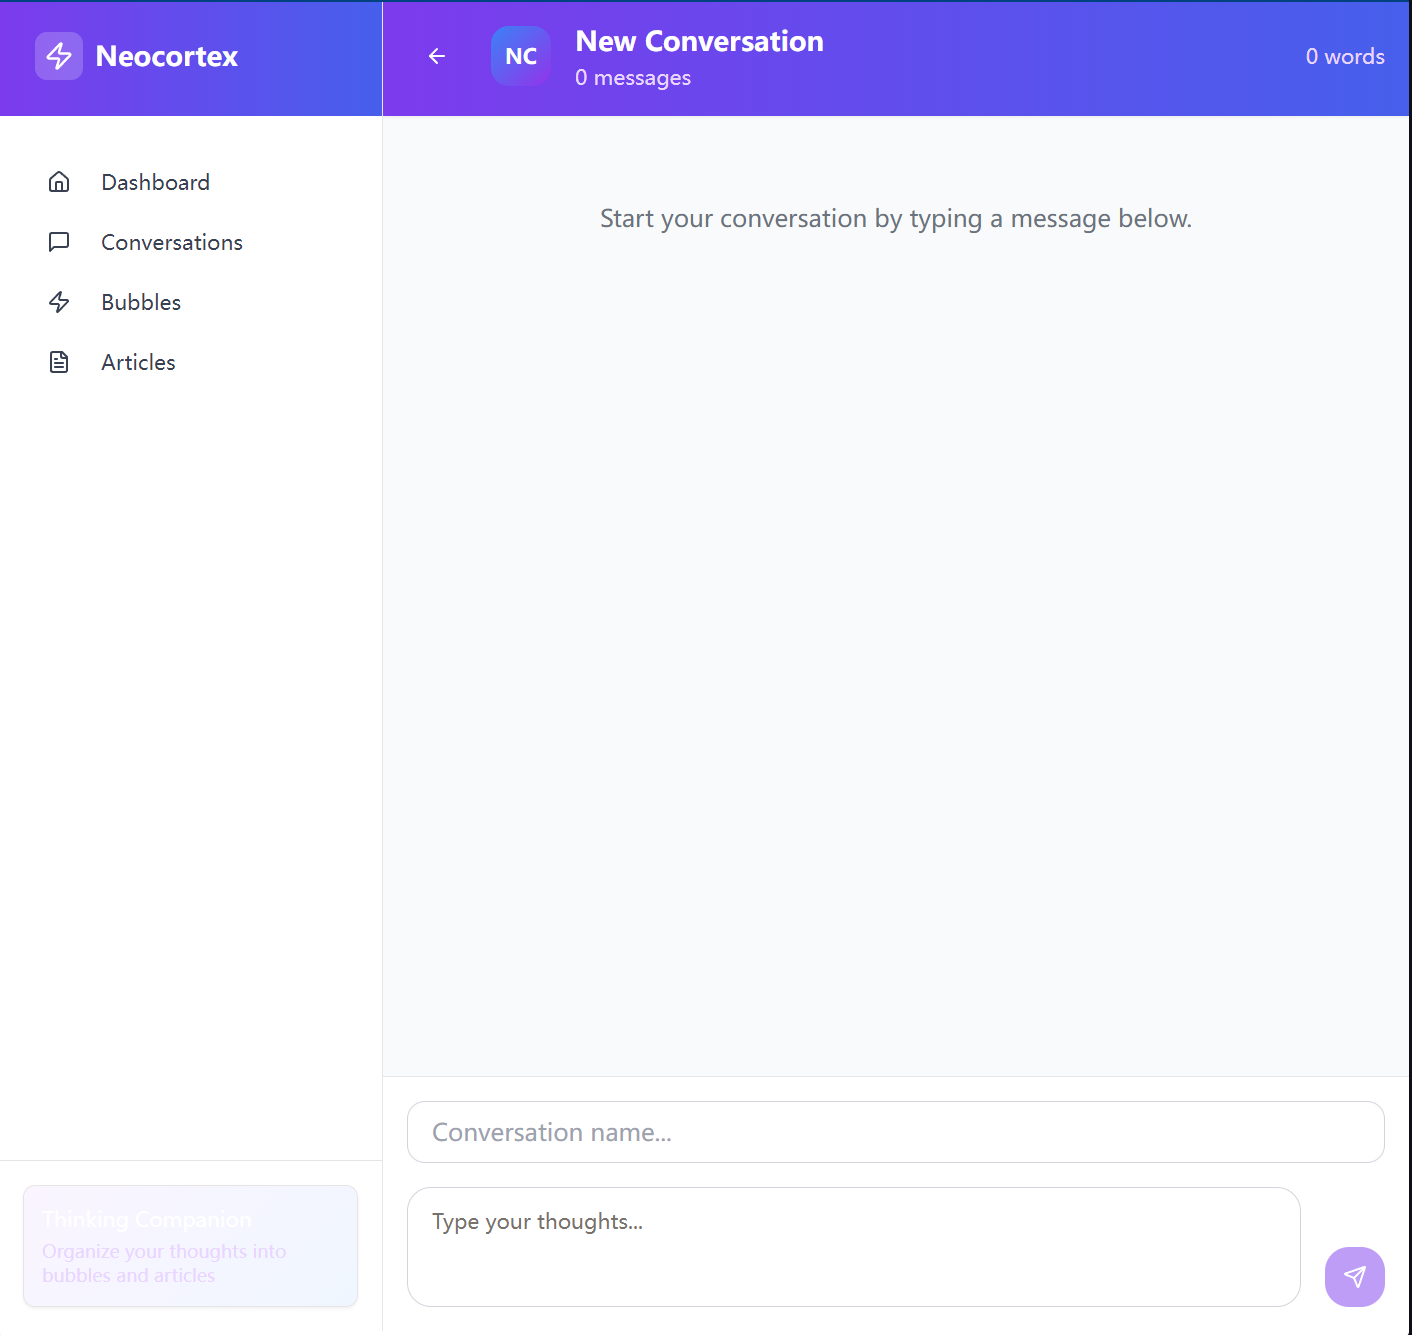 Neocortex
NC
New Conversation
0 messages
0 words
Dashboard
Conversations
Bubbles
Articles
Start your conversation by typing a message below.
Thinking Companion
Organize your thoughts into
bubbles and articles
Conversation name...
Type your thoughts...